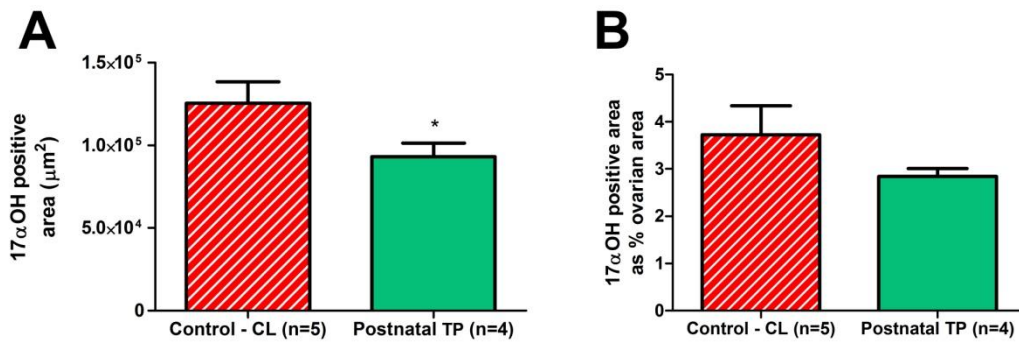 A
17αOH positive
area (μm²)
1.5×10⁵
1.0×10⁵
5.0×10⁴
0
*
Control - CL (n=5)
Postnatal TP (n=4)
B
17αOH positive area
as % ovarian area
5
4
3
2
1
0
Control - CL (n=5)
Postnatal TP (n=4)